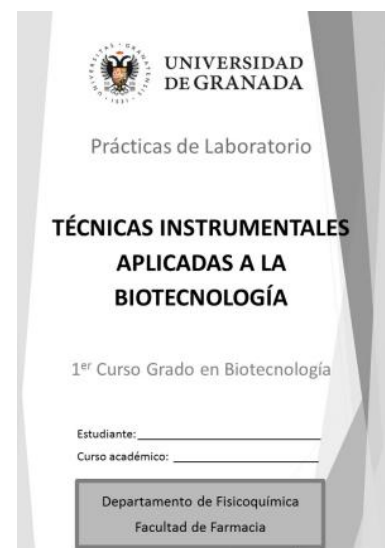 UNIVERSIDAD
DE GRANADA
Prácticas de Laboratorio
TÉCNICAS INSTRUMENTALES
APLICADAS A LA
BIOTECNOLOGÍA
1er Curso Grado en Biotecnología
Estudiante:
Curso académico:
Departamento de Fisicoquímica
Facultad de Farmacia